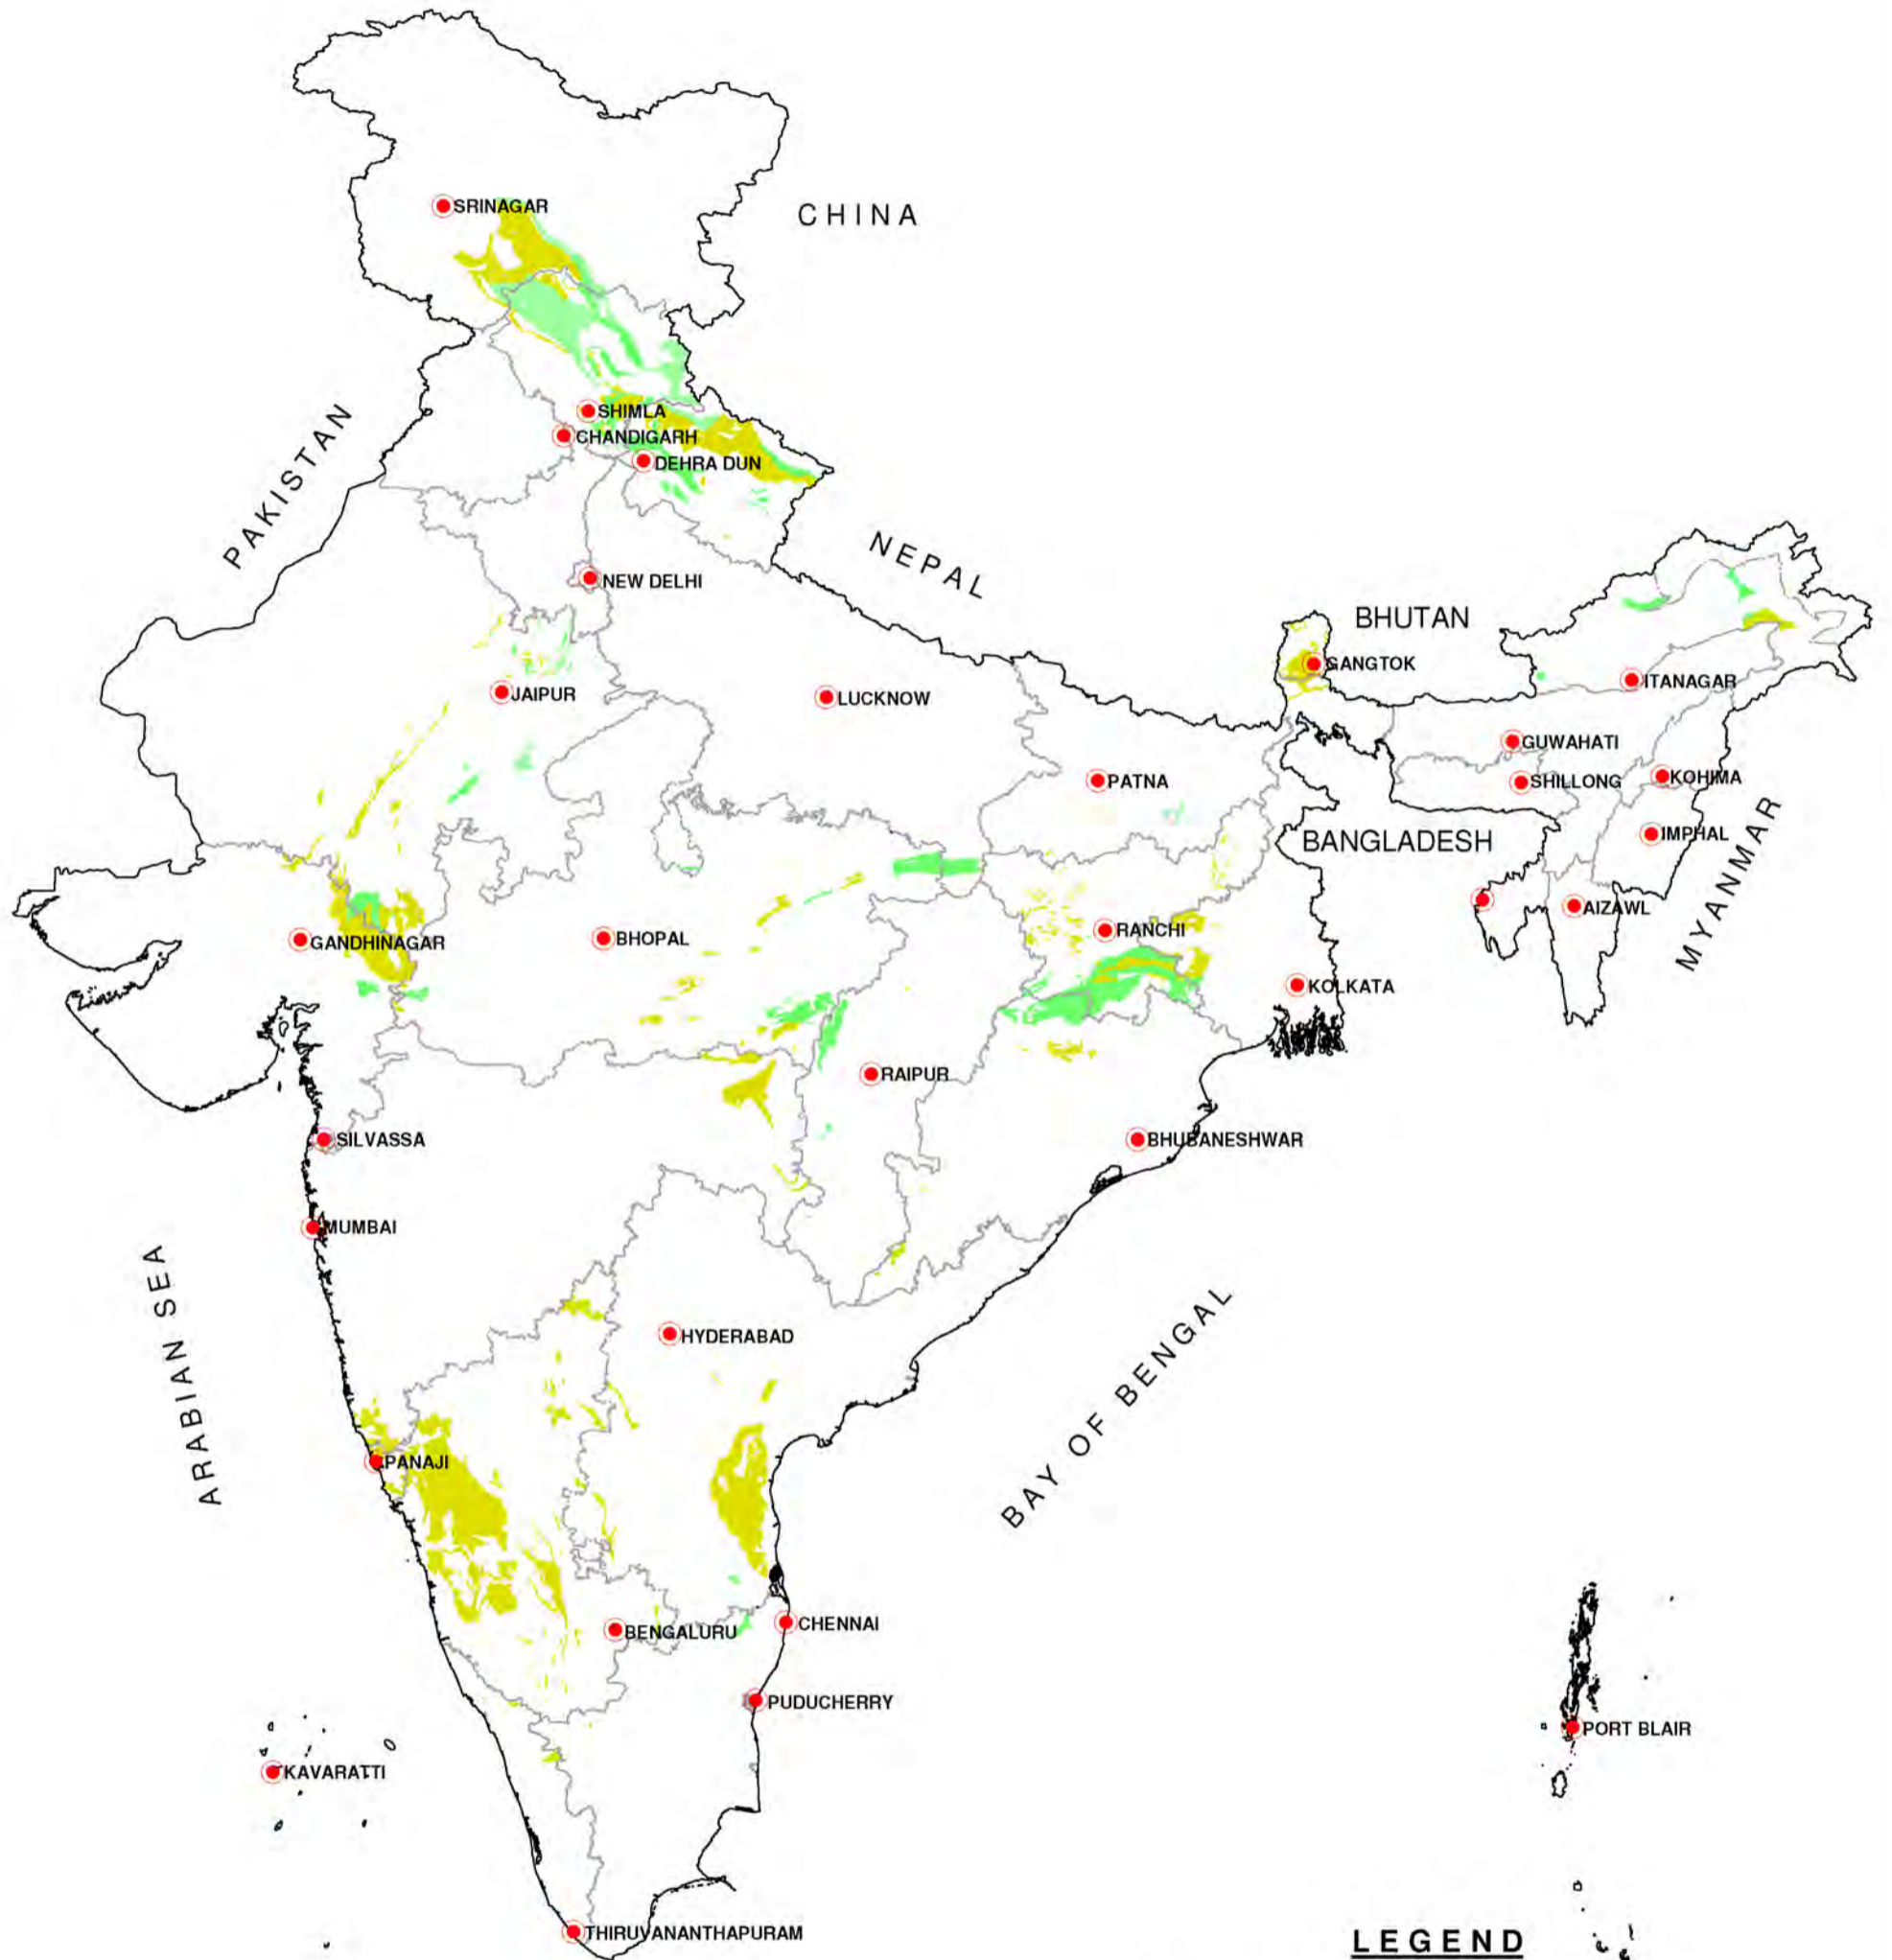 SRINAGAR
CHINA
SHIMLA
CHANDIGARH
DEHRA DUN
PAKISTAN
NEPAL
NEW DELHI
BHUTAN
GANGTOK
ITANAGAR
JAIPUR
LUCKNOW
GUWAHATI
SHILLONG
KOHIMA
PATNA
IMPHAL
BANGLADESH
MYANMAR
AIZAWL
GANDHINAGAR
BHOPAL
RANCHI
KOLKATA
RAIPUR
SILVASSA
BHUBANESHWAR
MUMBAI
ARABIAN SEA
HYDERABAD
BAY OF BENGAL
PANAJI
BENGALURU
CHENNAI
PUDUCHERRY
PORT BLAIR
KAVARATTI
THIRUVANANTHAPURAM
LEGEND